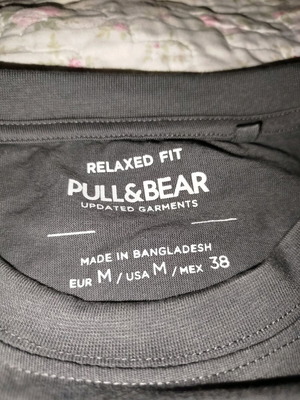 RELAXED FIT
PULL&BEAR
UPDATED GARMENTS
MADE IN BANGLADESH
EUR M / USA M / MEX 38